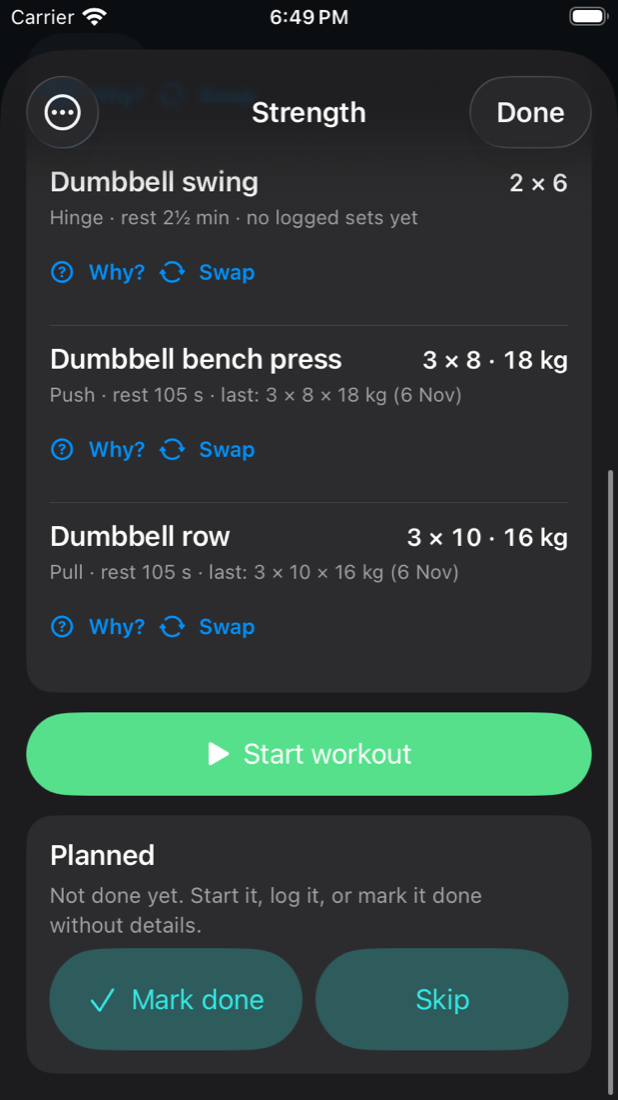 Carrier 6:49 PM
Strength
Done
Dumbbell swing 2 × 6
Hinge · rest 2½ min · no logged sets yet
Why? Swap
Dumbbell bench press 3 × 8 · 18 kg
Push · rest 105 s · last: 3 × 8 × 18 kg (6 Nov)
Why? Swap
Dumbbell row 3 × 10 · 16 kg
Pull · rest 105 s · last: 3 × 10 × 16 kg (6 Nov)
Why? Swap
Start workout
Planned
Not done yet. Start it, log it, or mark it done
without details.
Mark done Skip